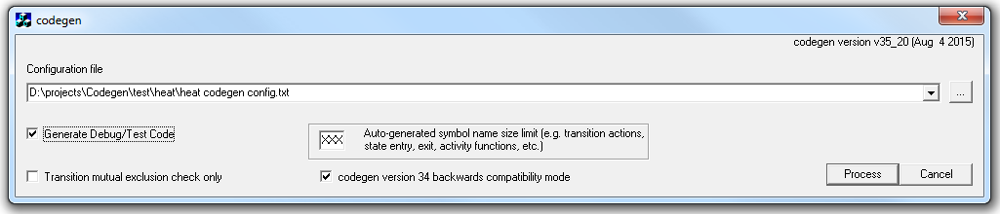 codegen
codegen version v35_20 (Aug 4 2015)
Configuration file
D:\projects\Codegen\test\heat\heat codegen config.txt
...
Generate Debug/Test Code
XXX
Auto-generated symbol name size limit (e.g. transition actions,
state entry, exit, activity functions, etc.)
Transition mutual exclusion check only
codegen version 34 backwards compatibility mode
Process
Cancel